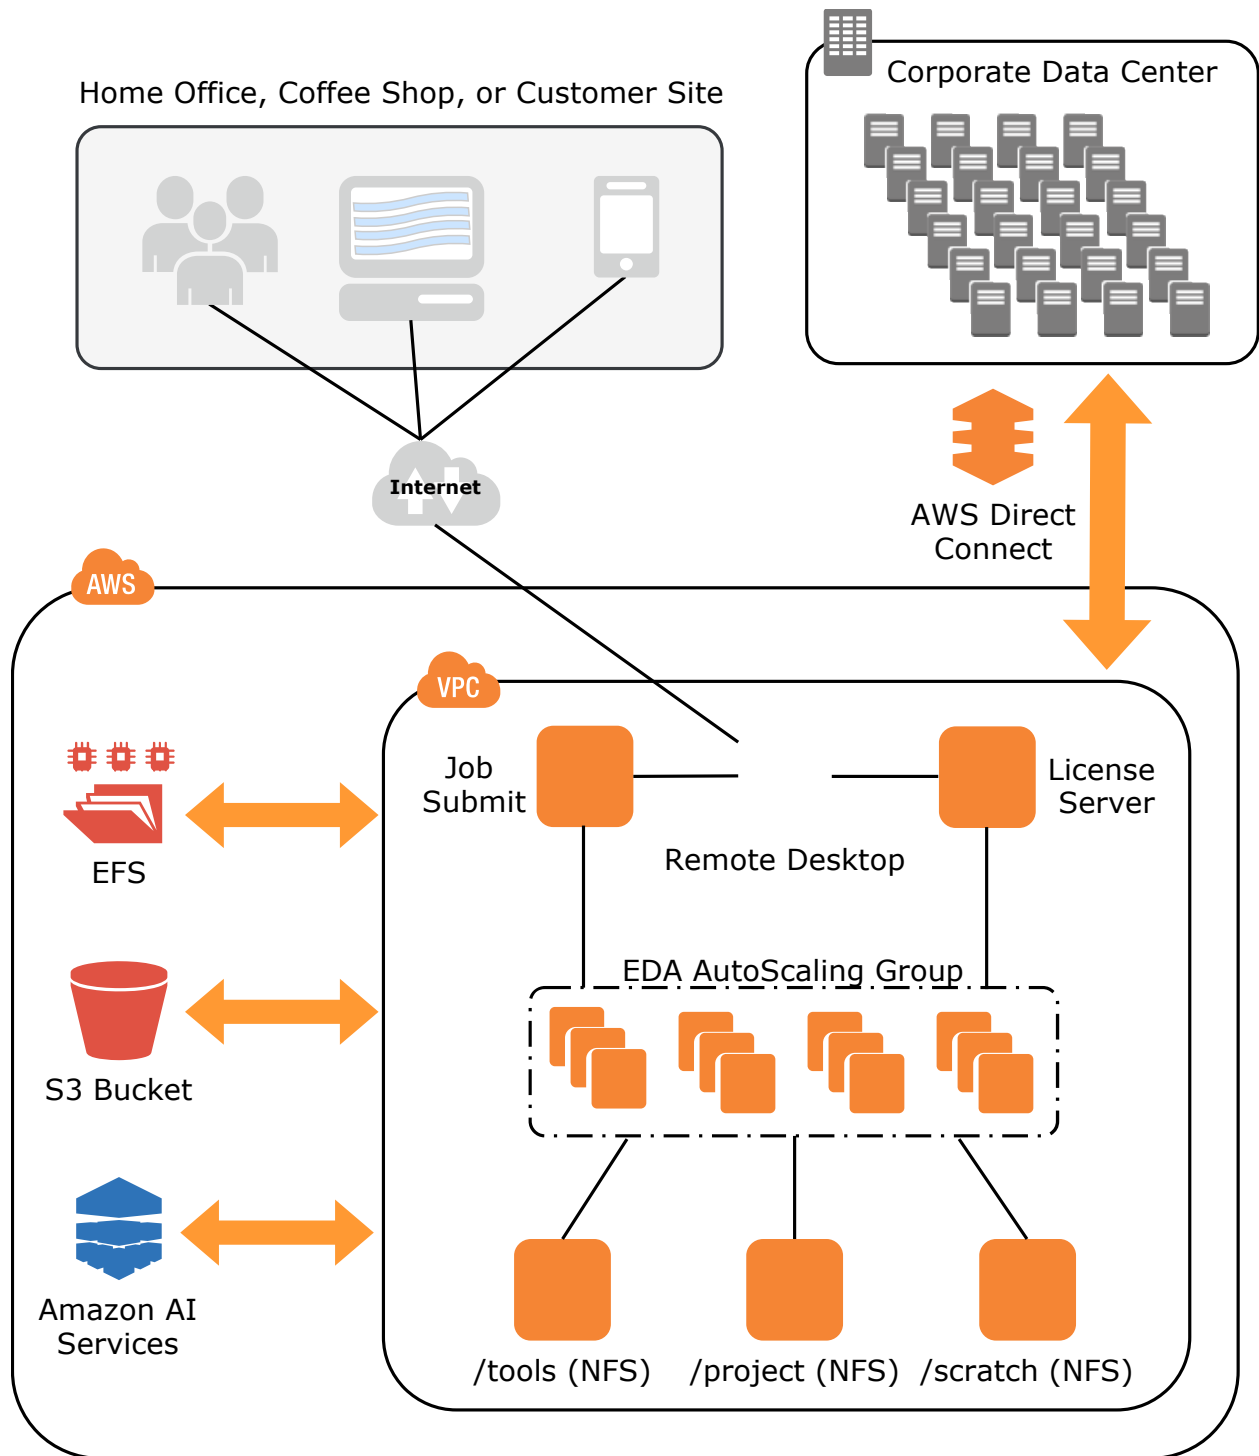 Corporate Data Center
Home Office, Coffee Shop, or Customer Site
Internet
AWS Direct
Connect
AWS
VPC
Job
Submit
License
Server
Remote Desktop
EFS
EDA AutoScaling Group
S3 Bucket
Amazon AI
Services
/tools (NFS)
/project (NFS)
/scratch (NFS)